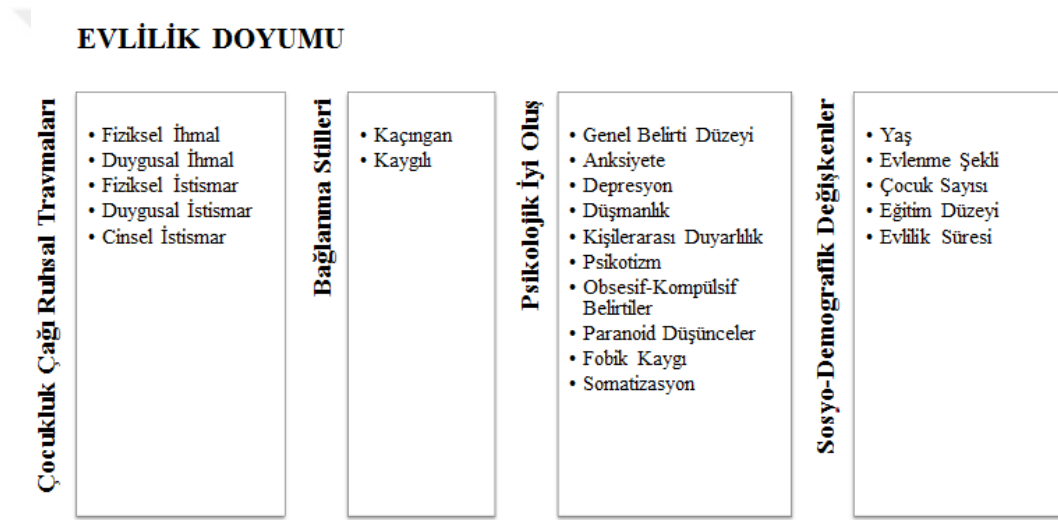 EVLİLİK DOYUMU
Çocukluk Çağı Ruhsal Travmaları
• Fiziksel İhmal
• Duygusal İhmal
• Fiziksel İstismar
• Duygusal İstismar
• Cinsel İstismar
Bağlanma Stilleri
• Kaçıngan
• Kaygılı
Psikolojik İyi Oluş
• Genel Belirti Düzeyi
• Anksiyete
• Depresyon
• Düşmanlık
• Kişilerarası Duyarlılık
• Psikotizm
• Obsesif-Kompülsif
Belirtiler
• Paranoid Düşünceler
• Fobik Kaygı
• Somatizasyon
Sosyo-Demografik Değişkenler
• Yaş
• Evlenme Şekli
• Çocuk Sayısı
• Eğitim Düzeyi
• Evlilik Süresi